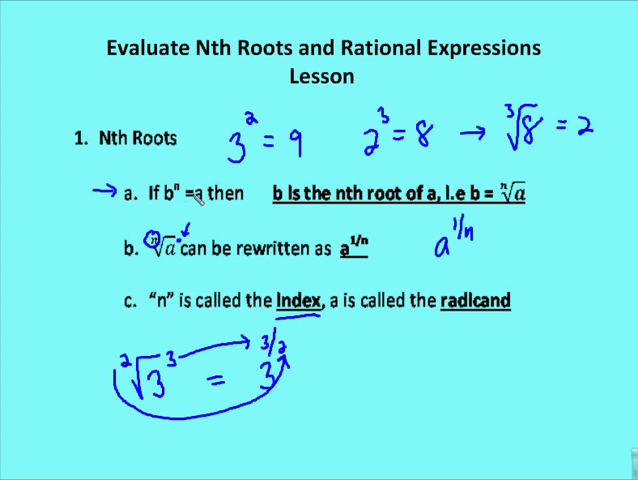 Evaluate Nth Roots and Rational Expressions
Lesson
3² = 9 2³ = 8 → ³√8 = 2
1. Nth Roots
→ a. If bⁿ =a then b Is the nth root of a, I.e b = ⁿ√a
b. ⁿ√a can be rewritten as a^1/n a^1/n
c. “n” is called the Index, a is called the radicand
²√3³ = 3^3/2